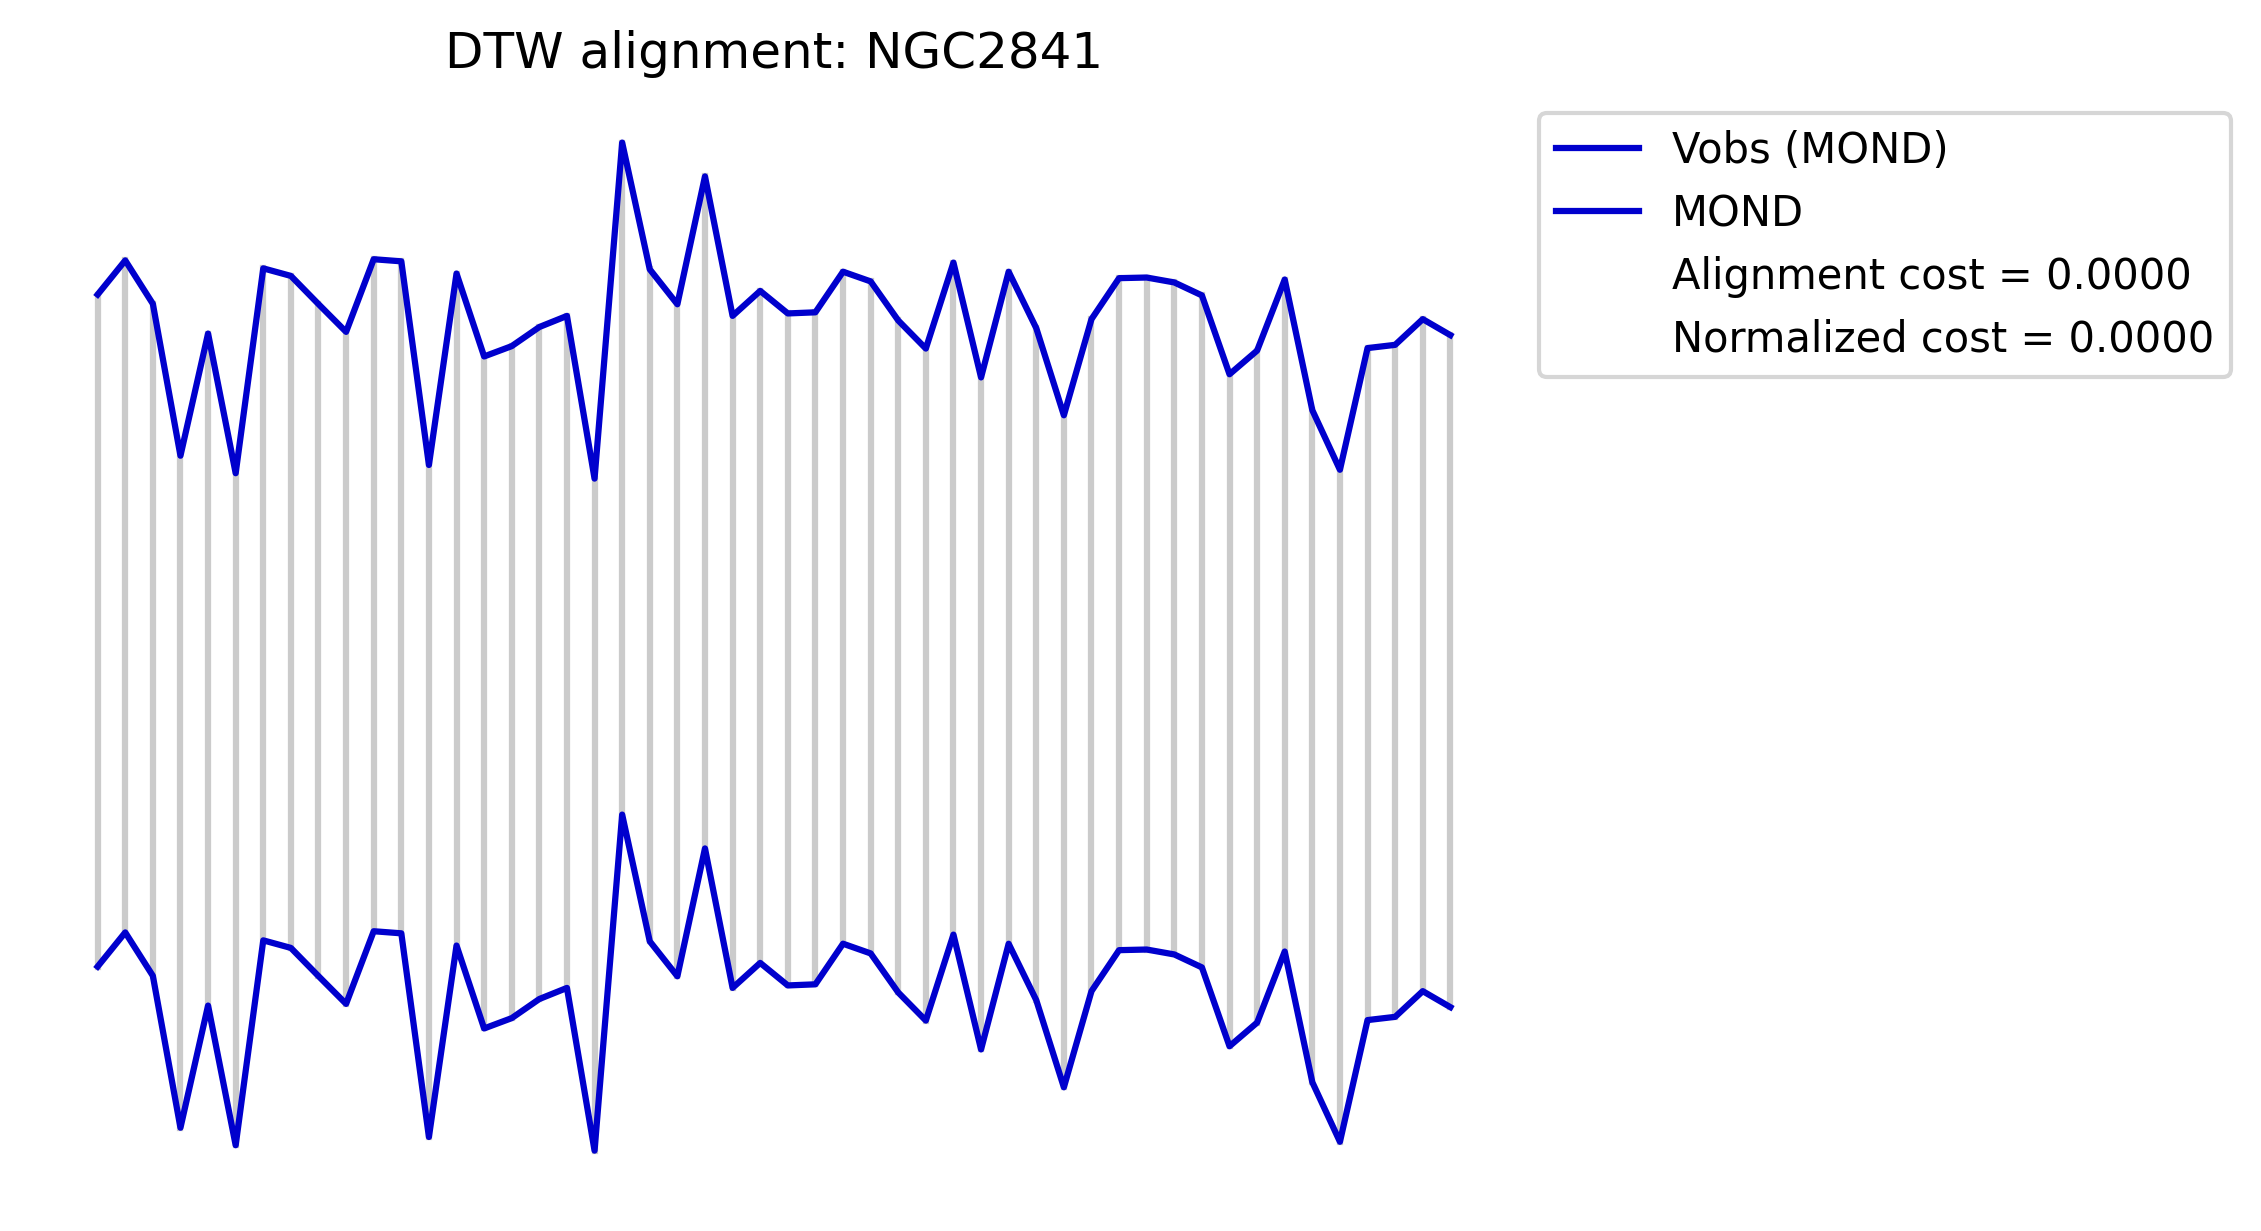 DTW alignment: NGC2841
Vobs (MOND)
MOND
Alignment cost = 0.0000
Normalized cost = 0.0000